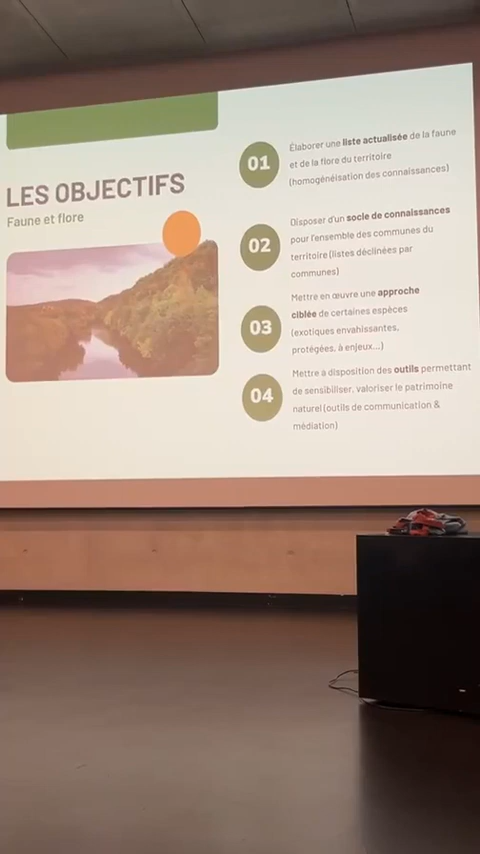 LES OBJECTIFS
Faune et flore
01
Élaborer une liste actualisée de la faune
et de la flore du territoire
(homogénéisation des connaissances)
02
Disposer d'un socle de connaissances
pour l'ensemble des communes du
territoire (listes déclinées par
communes)
03
Mettre en œuvre une approche
ciblée de certaines espèces
(exotiques envahissantes,
protégées, à enjeux...)
04
Mettre à disposition des outils permettant
de sensibiliser, valoriser le patrimoine
naturel (outils de communication &
médiation)